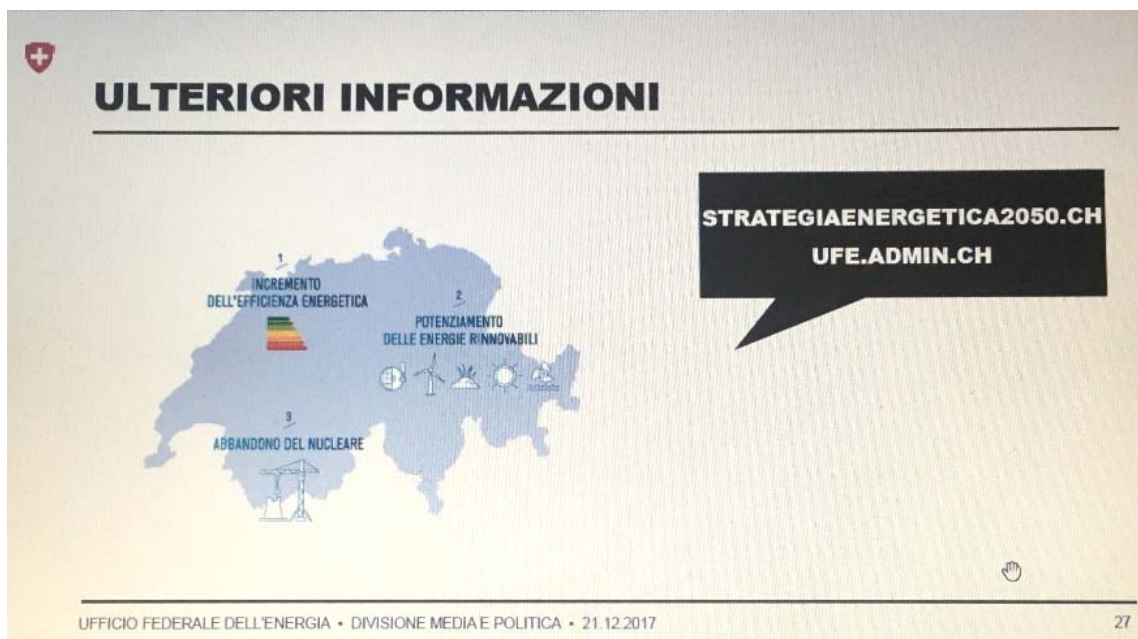 ULTERIORI INFORMAZIONI
STRATEGIAENERGETICA2050.CH
UFE.ADMIN.CH
1
INCREMENTO
DELL'EFFICIENZA ENERGETICA
2
POTENZIAMENTO
DELLE ENERGIE RINNOVABILI
3
ABBANDONO DEL NUCLEARE
UFFICIO FEDERALE DELL'ENERGIA • DIVISIONE MEDIA E POLITICA • 21.12.2017
27